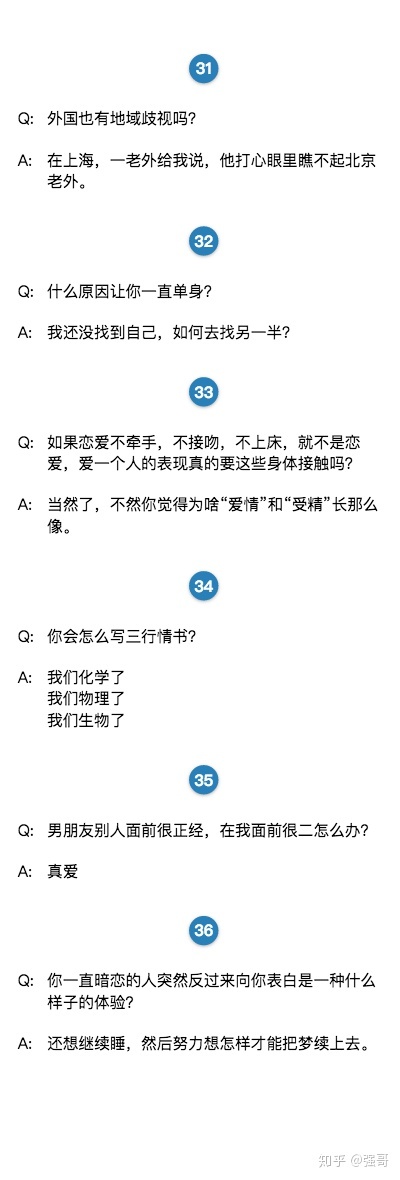 31
Q: 外国也有地域歧视吗？
A: 在上海，一老外给我说，他打心眼里瞧不起北京
老外。
32
Q: 什么原因让你一直单身？
A: 我还没找到自己，如何去找另一半？
33
Q: 如果恋爱不牵手，不接吻，不上床，就不是恋
爱，爱一个人的表现真的要这些身体接触吗？
A: 当然了，不然你觉得为啥“爱情”和“受精”长那么
像。
34
Q: 你会怎么写三行情书？
A: 我们化学了
我们物理了
我们生物了
35
Q: 男朋友别人面前很正经，在我面前很二怎么办？
A: 真爱
36
Q: 你一直暗恋的人突然反过来向你表白是一种什么
样子的体验？
A: 还想继续睡，然后努力想怎样才能把梦续上去。
知乎 @强哥